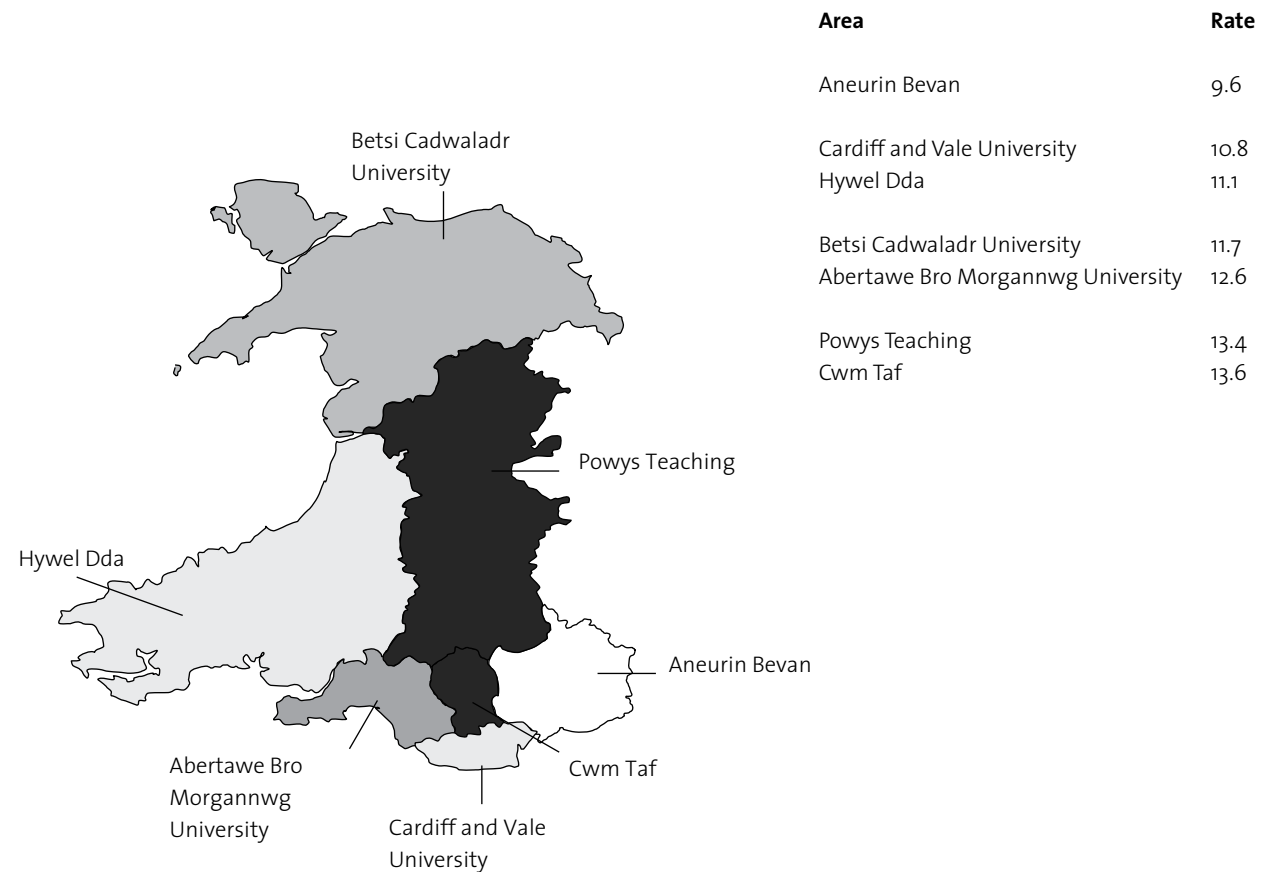 Area Rate
Aneurin Bevan 9.6
Cardiff and Vale University 10.8
Hywel Dda 11.1
Betsi Cadwaladr University 11.7
Abertawe Bro Morgannwg University 12.6
Powys Teaching 13.4
Cwm Taf 13.6
Betsi Cadwaladr
University
Powys Teaching
Hywel Dda
Aneurin Bevan
Abertawe Bro
Morgannwg
University
Cwm Taf
Cardiff and Vale
University